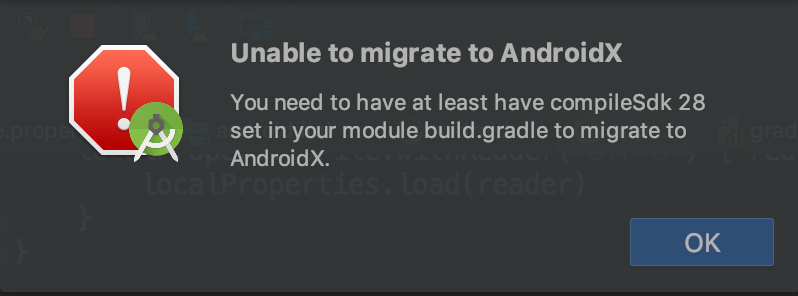 Unable to migrate to AndroidX
You need to have at least have compileSdk 28
set in your module build.gradle to migrate to
AndroidX.
localProperties.load(reader)
}
}
OK